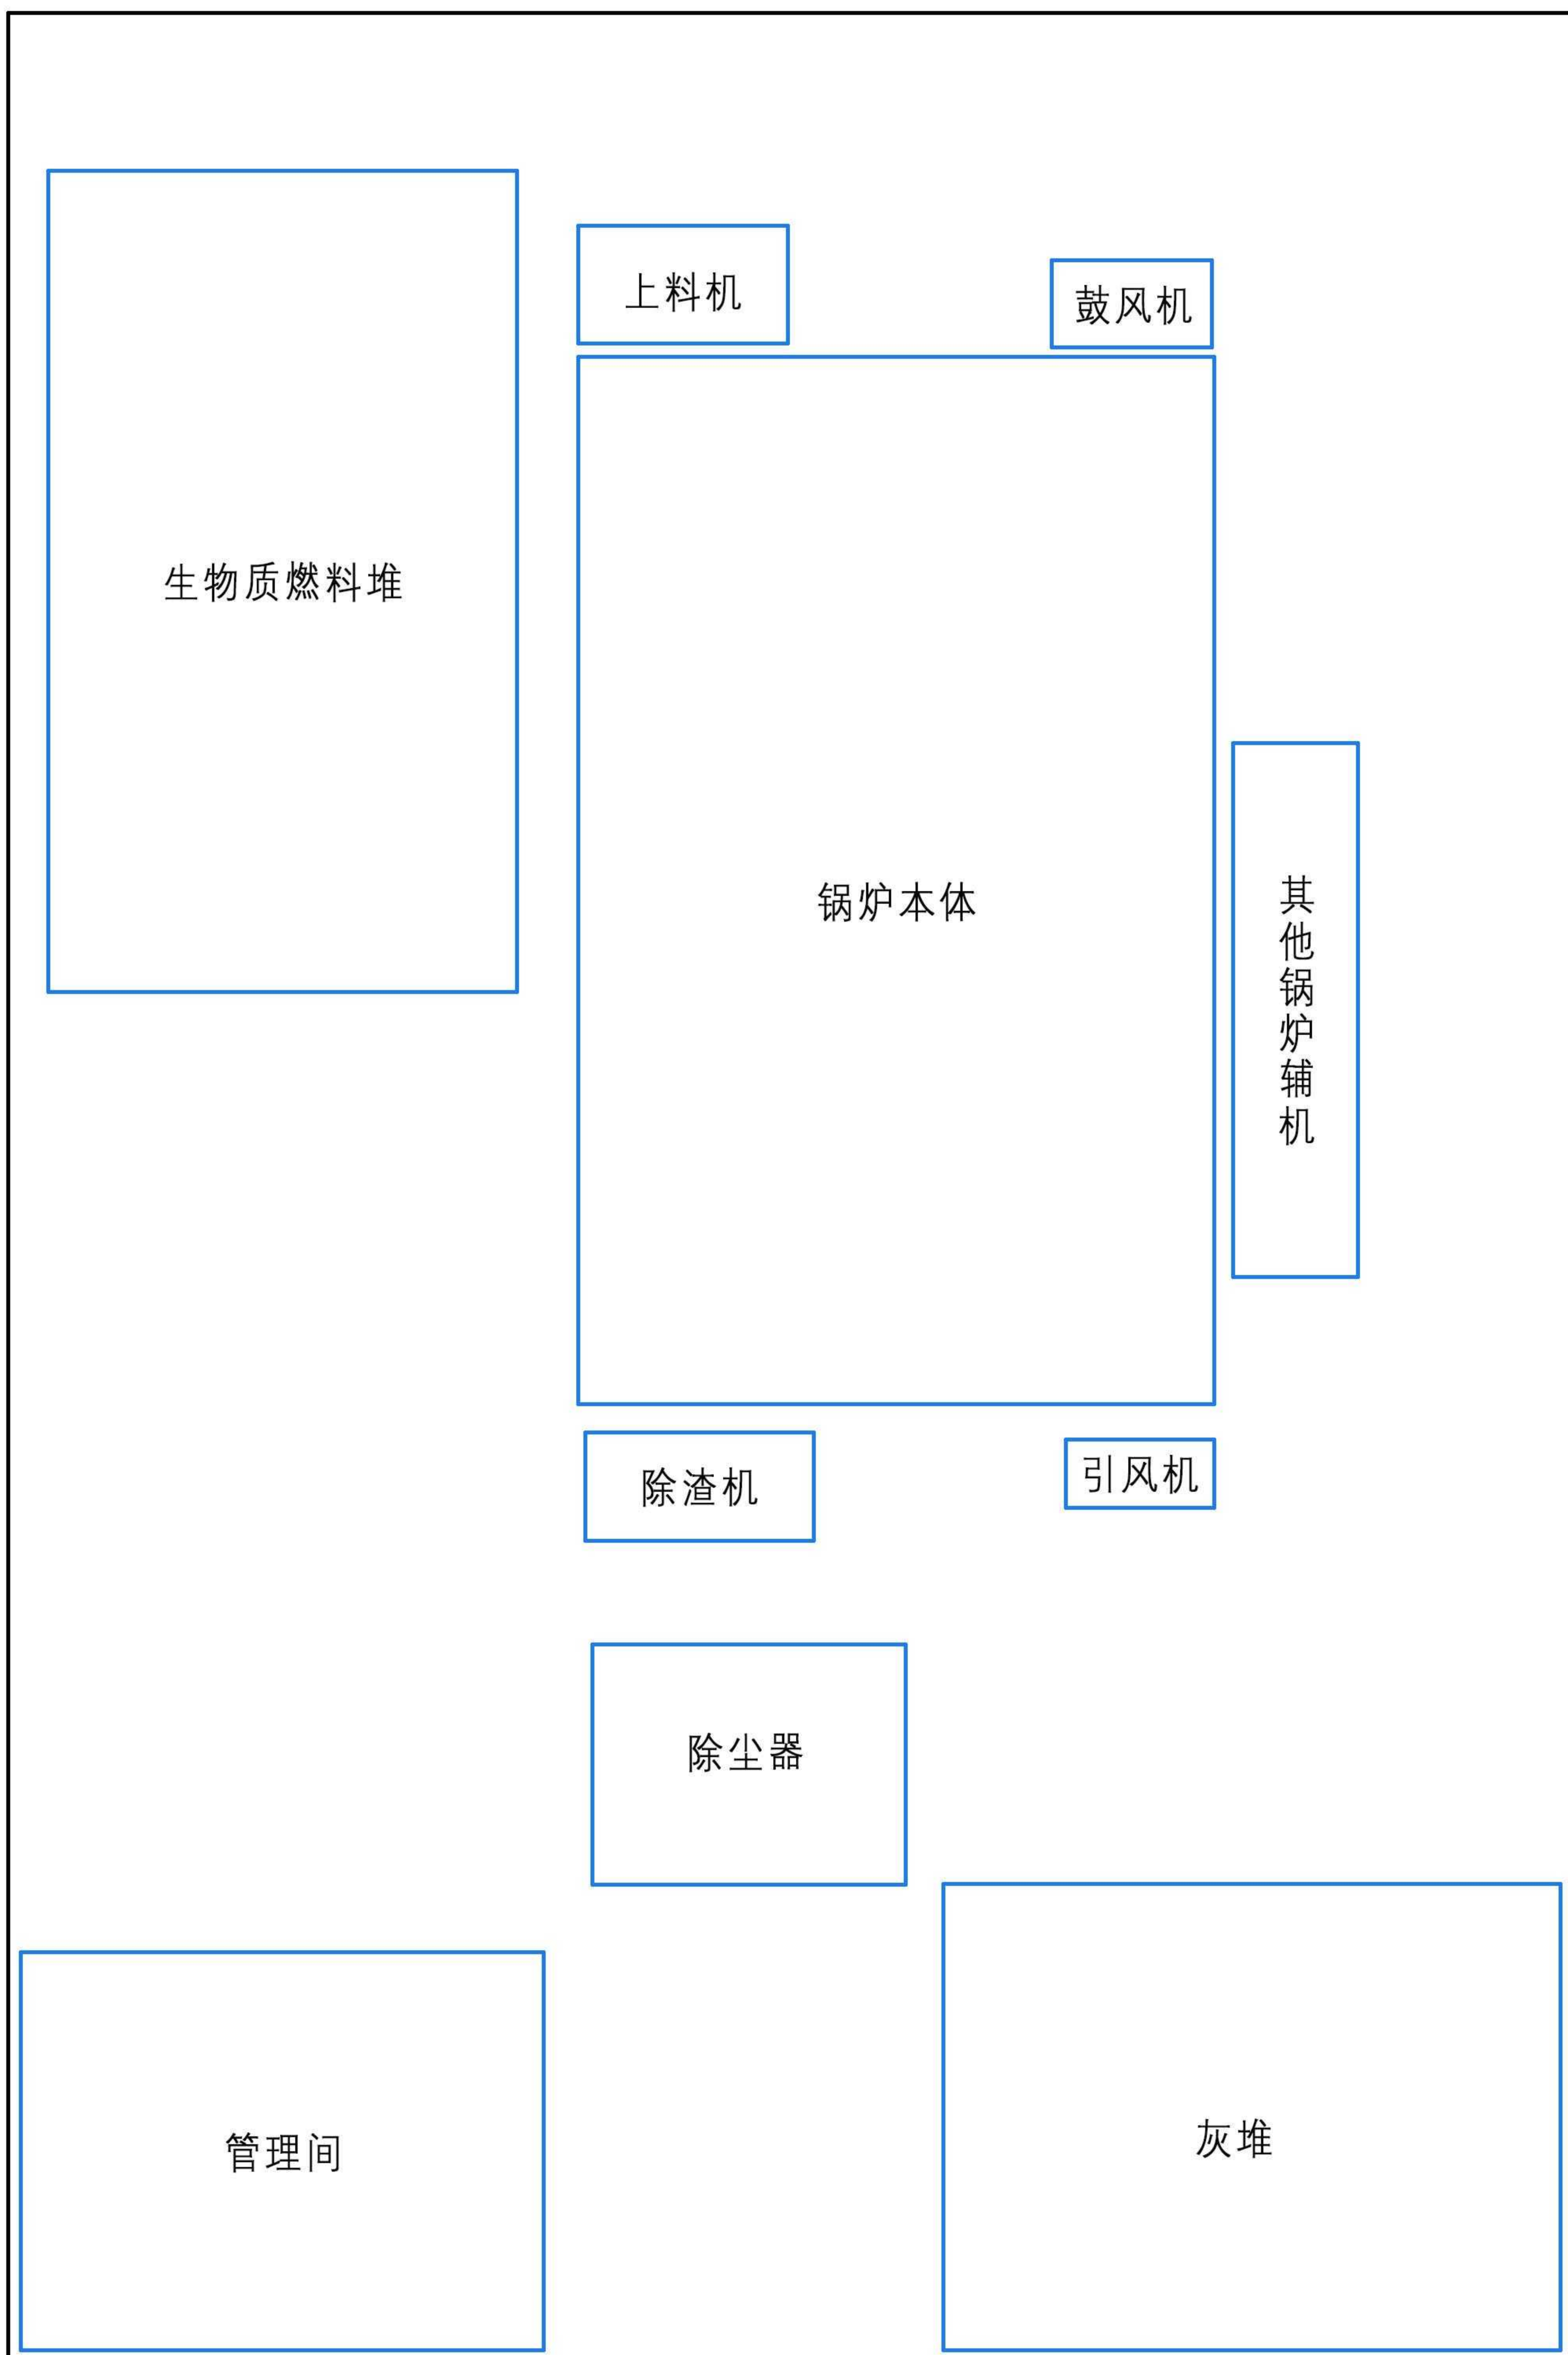 上料机
鼓风机
生物质燃料堆
锅炉本体
其他锅炉辅机
除渣机
引风机
除尘器
管理间
灰堆